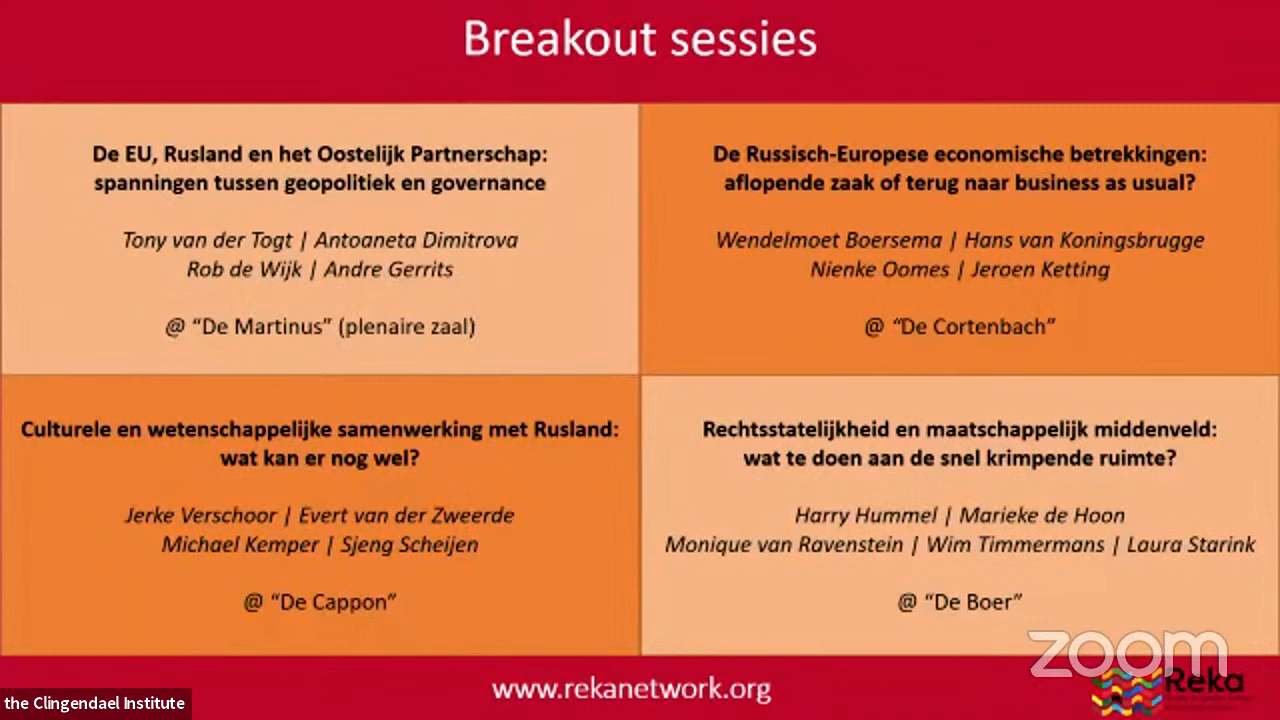 Breakout sessies
De EU, Rusland en het Oostelijk Partnerschap:
spanningen tussen geopolitiek en governance
Tony van der Togt | Antoaneta Dimitrova
Rob de Wijk | Andre Gerrits
@ “De Martinus” (plenaire zaal)
De Russisch-Europese economische betrekkingen:
aflopende zaak of terug naar business as usual?
Wendelmoet Boersema | Hans van Koningsbrugge
Nienke Oomes | Jeroen Ketting
@ “De Cortenbach”
Culturele en wetenschappelijke samenwerking met Rusland:
wat kan er nog wel?
Jerke Verschoor | Evert van der Zweerde
Michael Kemper | Sjeng Scheijen
@ “De Cappon”
Rechtsstatelijkheid en maatschappelijk middenveld:
wat te doen aan de snel krimpende ruimte?
Harry Hummel | Marieke de Hoon
Monique van Ravenstein | Wim Timmermans | Laura Starink
@ “De Boer”
zoom
www.rekanetwork.org
Reka
the Clingendael Institute